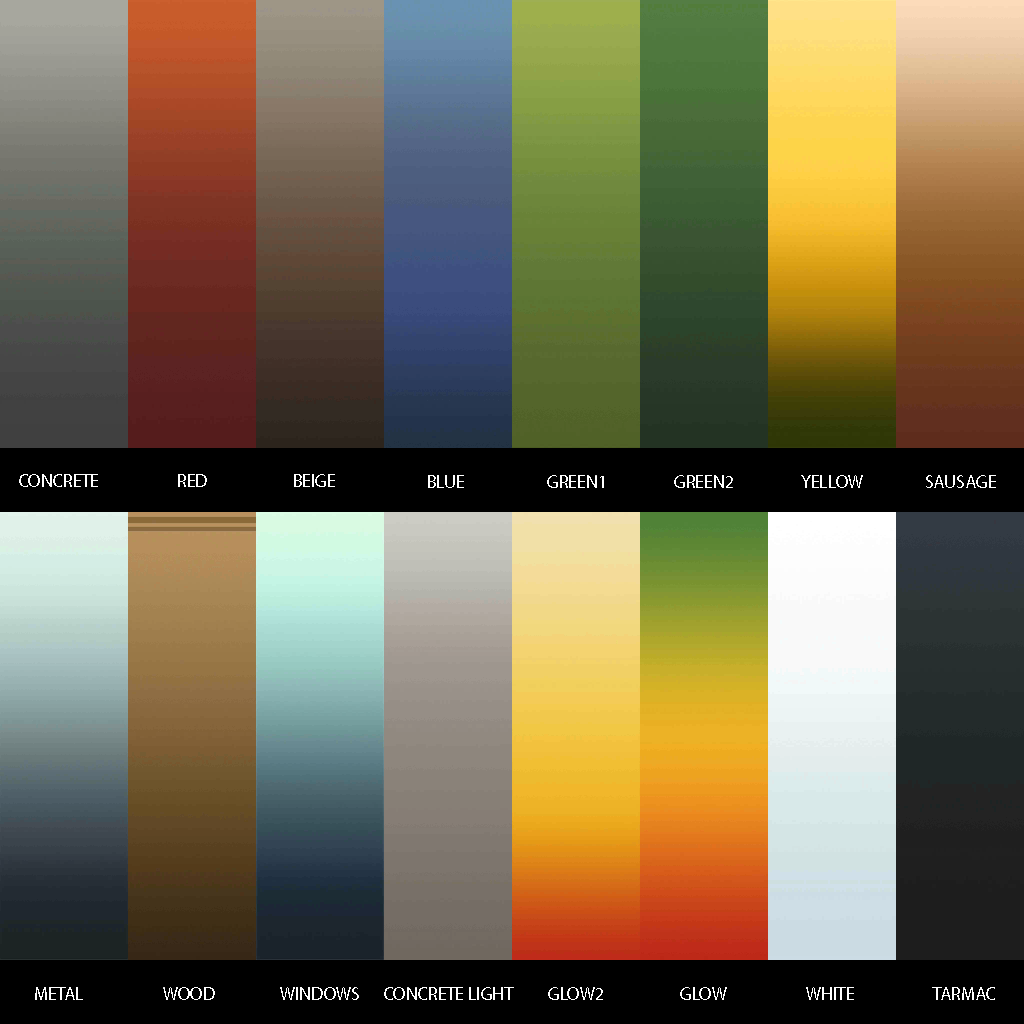 CONCRETE RED BEIGE BLUE GREEN1 GREEN2 YELLOW SAUSAGE
METAL WOOD WINDOWS CONCRETE LIGHT GLOW2 GLOW WHITE TARMAC